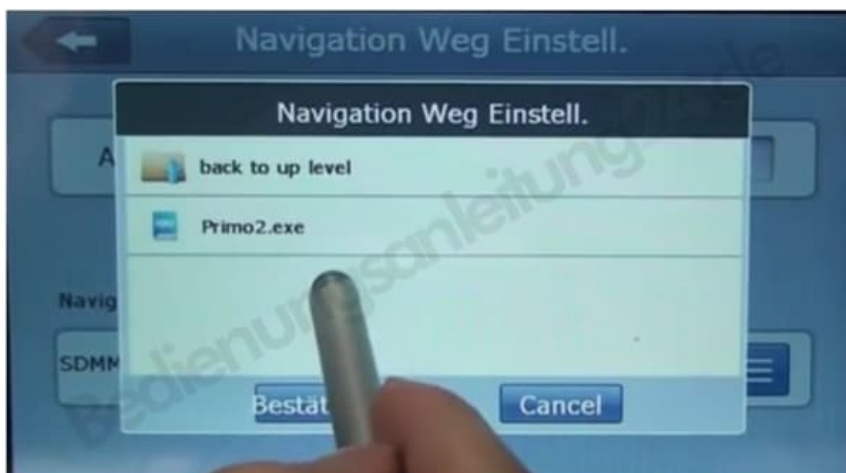 Navigation Weg Einstell.
Navigation Weg Einstell.
A
back to up level
Primo2.exe
Navig
SDMM
Bestät
Cancel